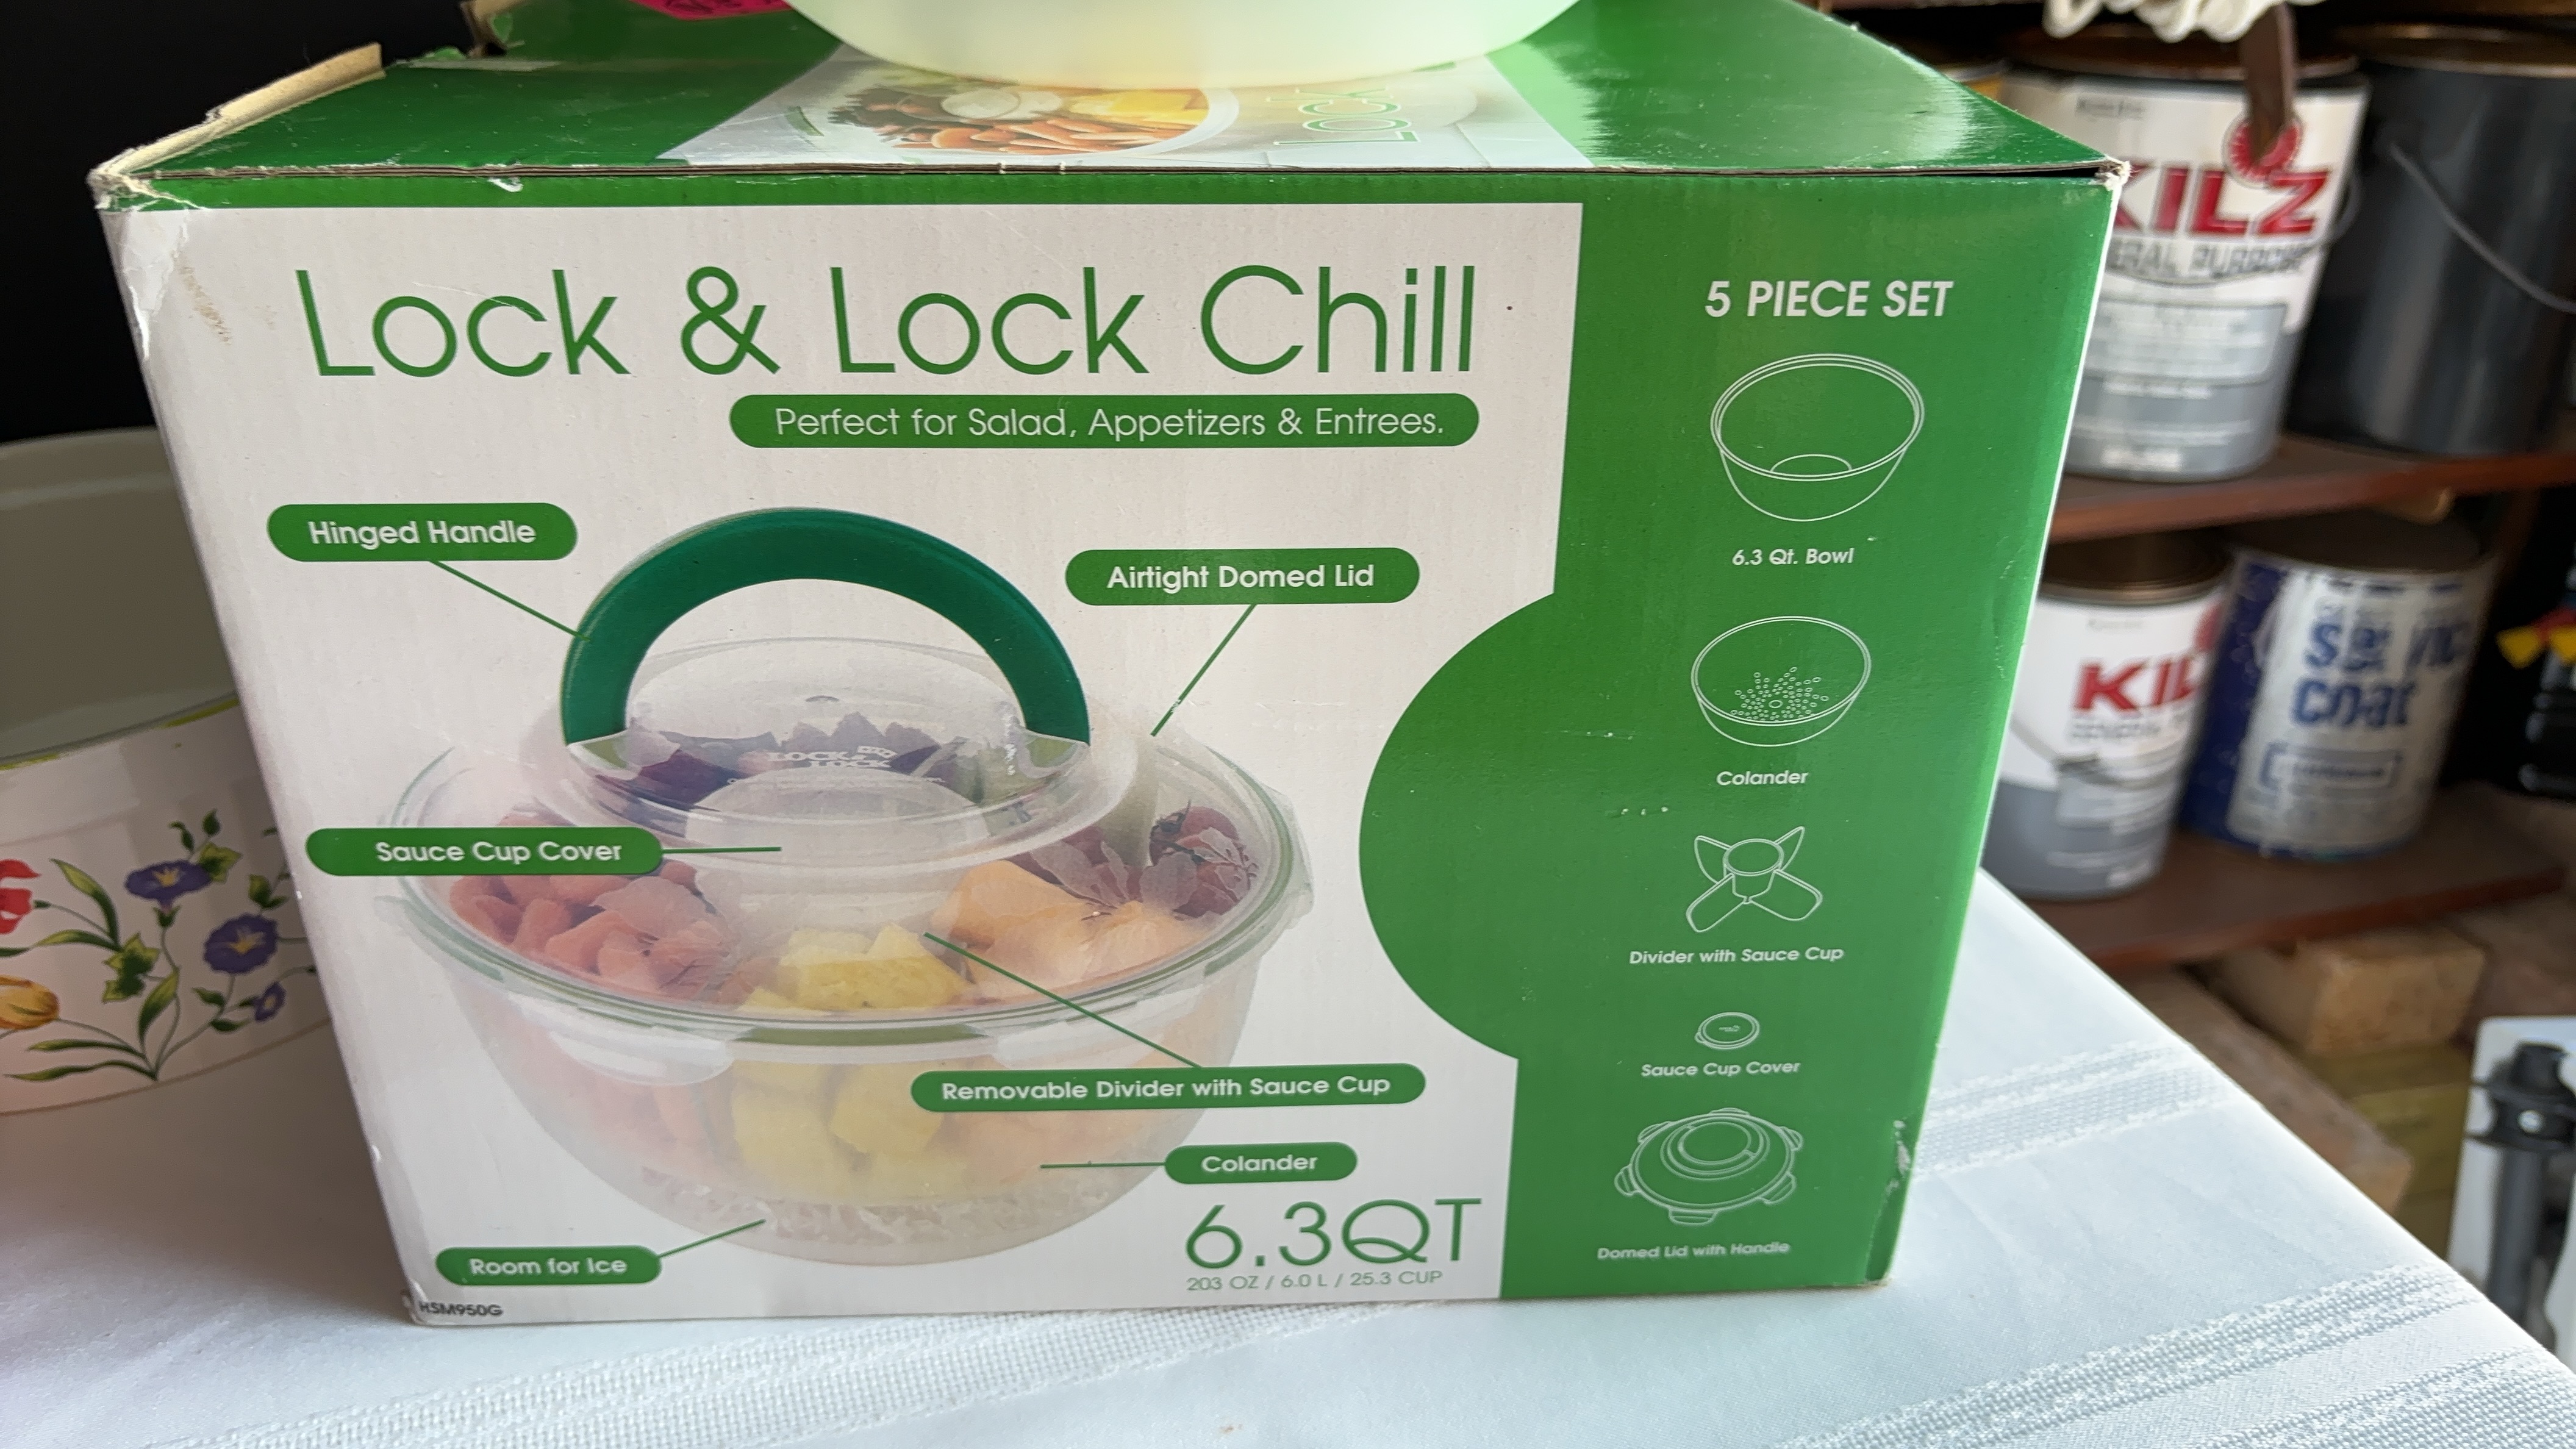 LOCK
Lock & Lock Chill
Perfect for Salad, Appetizers & Entrees.
Hinged Handle
Airtight Domed Lid
LOCK
LOCK
Sauce Cup Cover
Removable Divider with Sauce Cup
Colander
Room for Ice
6.3QT
203 OZ / 6.0 L / 25.3 CUP
HSM950G
5 PIECE SET
6.3 Qt. Bowl
Colander
Divider with Sauce Cup
Sauce Cup Cover
Domed Lid with Handle
KILZ
KIL
coat